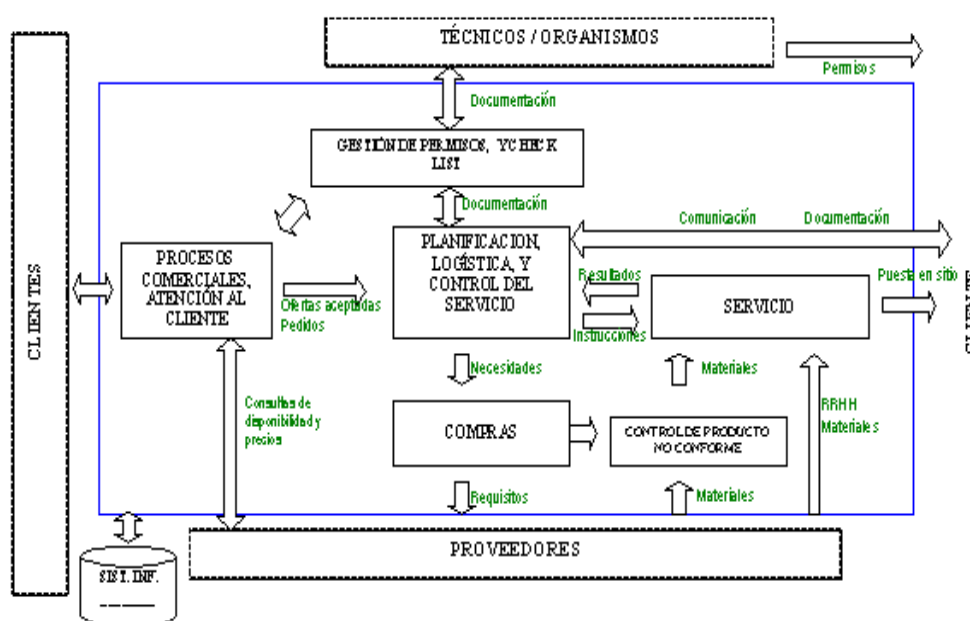 TÉCNICOS / ORGANISMOS
Permisos
Documentación
GESTIÓN DE PERMISOS, Y CHECK
LIST
Documentación
Comunicación
Documentación
CLIENTES
PROCESOS
COMERCIALES,
ATENCIÓN AL
CLIENTE
Ofertas aceptadas
Pedidos
PLANIFICACION,
LOGÍSTICA, Y
CONTROL DEL
SERVICIO
Resultados
Instrucciones
SERVICIO
Puesta en sitio
CLIENTE
Necesidades
Materiales
Consultas de
disponibilidad y
precios
COMPRAS
CONTROL DE PRODUCTO
NO CONFORME
RRHH
Materiales
Requisitos
Materiales
PROVEEDORES
SIST. INF.